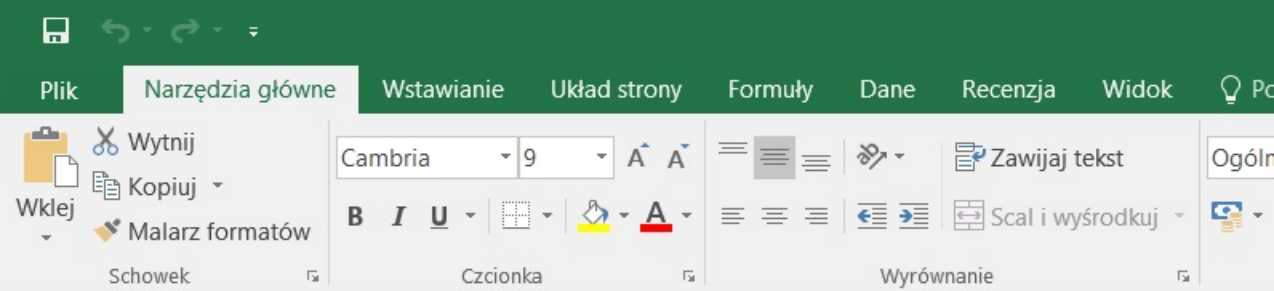 Plik Narzędzia główne Wstawianie Układ strony Formuły Dane Recenzja Widok
Wklej
Wytnij
Kopiuj
Malarz formatów
Schowek
Cambria 9 A A
B I U A
Czcionka
Zawijaj tekst
Scal i wyśrodkuj
Wyrównanie